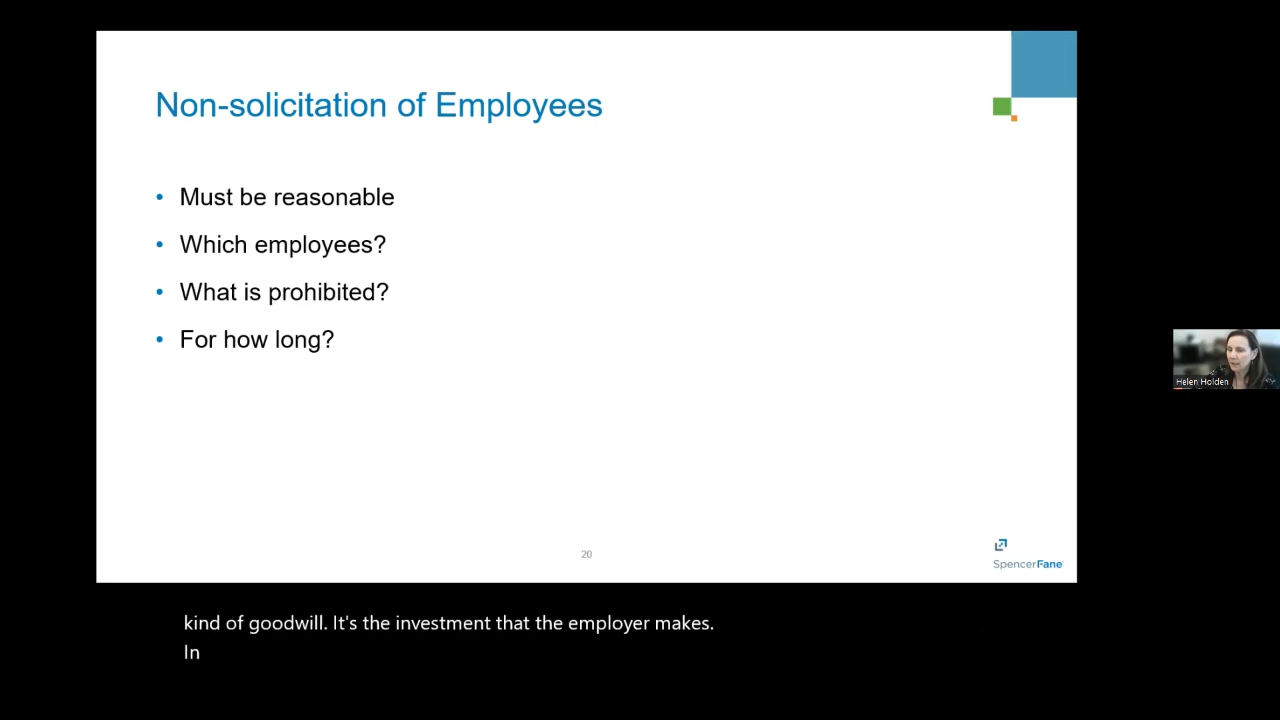 Non-solicitation of Employees
• Must be reasonable
• Which employees?
• What is prohibited?
• For how long?
Helen Holden
20
SpencerFane
kind of goodwill. It's the investment that the employer makes.
In